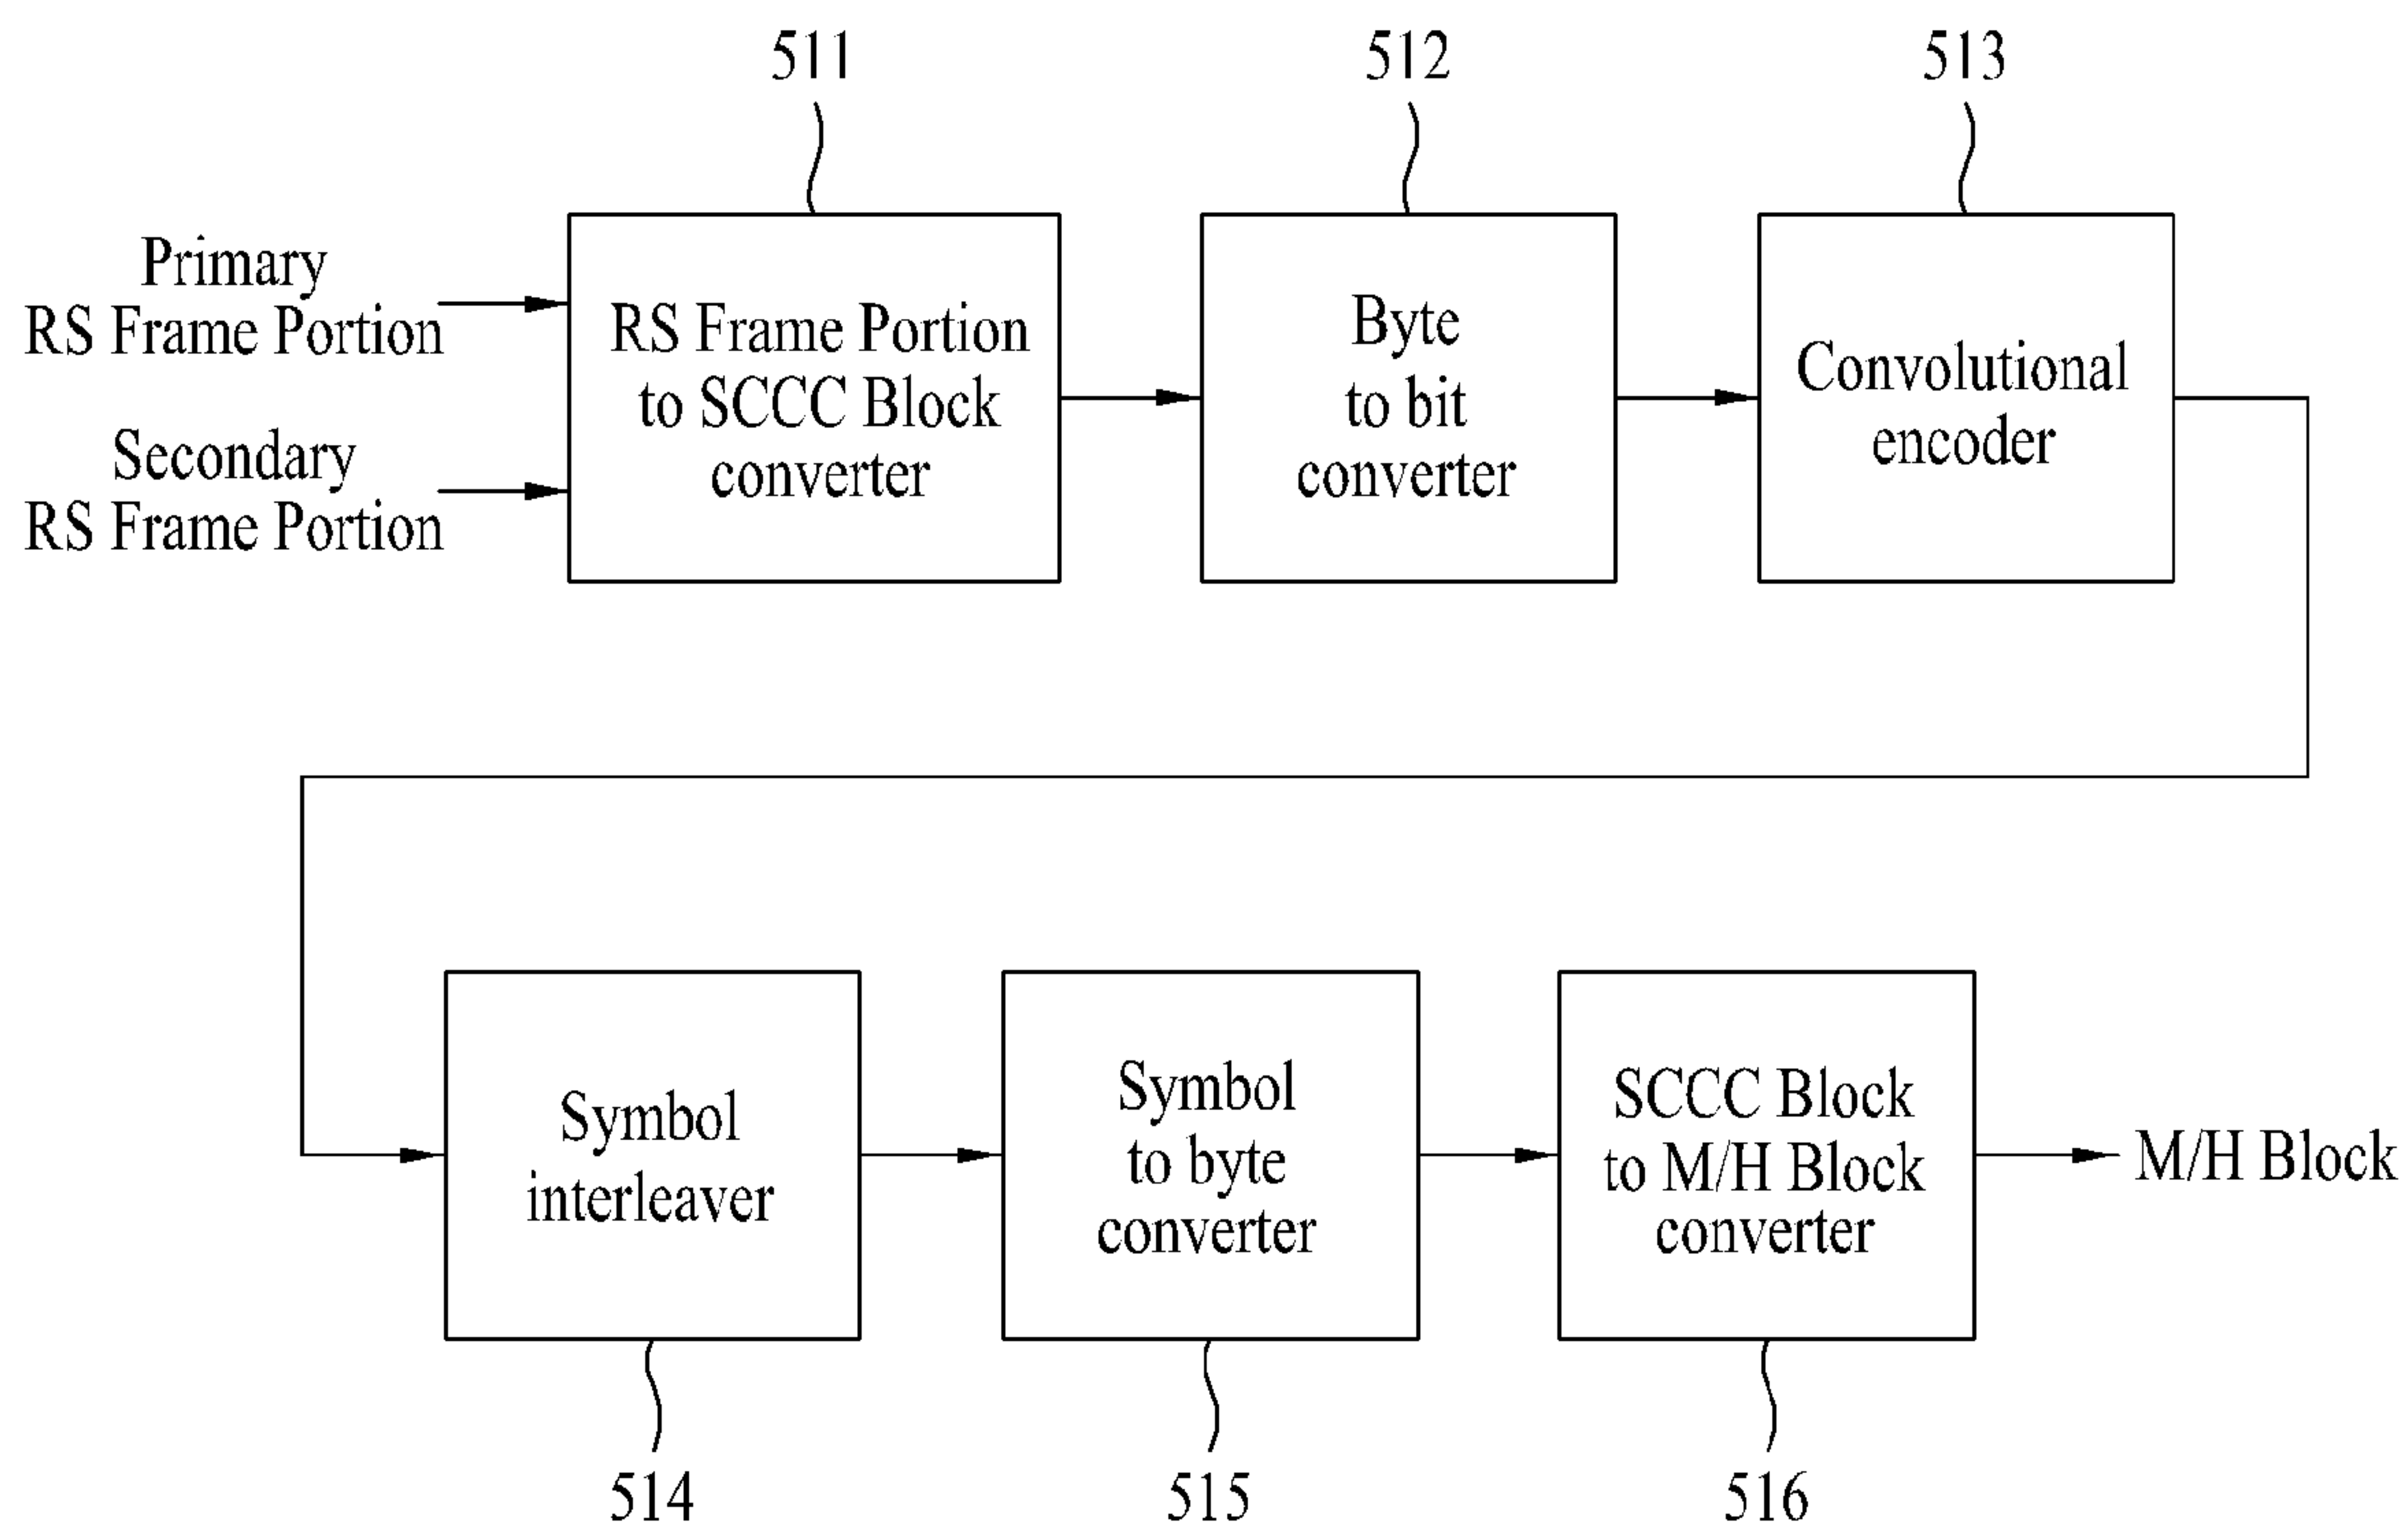 511
512
513
Primary
RS Frame Portion
Secondary
RS Frame Portion
RS Frame Portion
to SCCC Block
converter
Byte
to bit
converter
Convolutional
encoder
Symbol
interleaver
Symbol
to byte
converter
SCCC Block
to M/H Block
converter
M/H Block
514
515
516